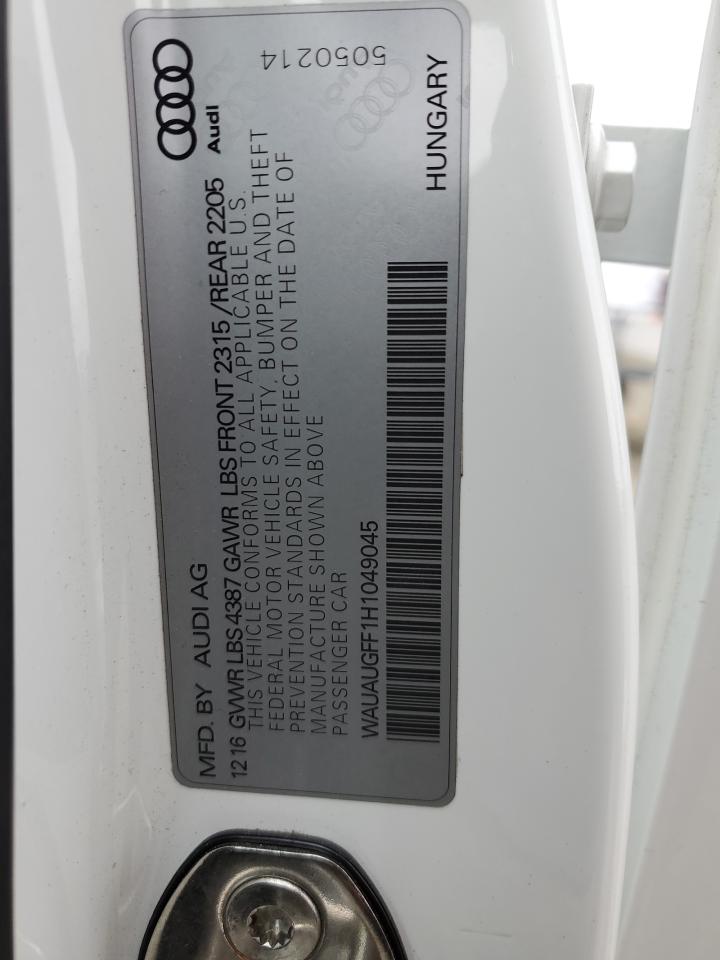 MFD. BY AUDI AG
Audi
12 16 GVWR LBS 4387 GAWR LBS FRONT 2315 /REAR 2205
THIS VEHICLE CONFORMS TO ALL APPLICABLE U.S.
FEDERAL MOTOR VEHICLE SAFETY, BUMPER AND THEFT
PREVENTION STANDARDS IN EFFECT ON THE DATE OF
MANUFACTURE SHOWN ABOVE
PASSENGER CAR
WAUAUGFF1H1049045
5050214
HUNGARY